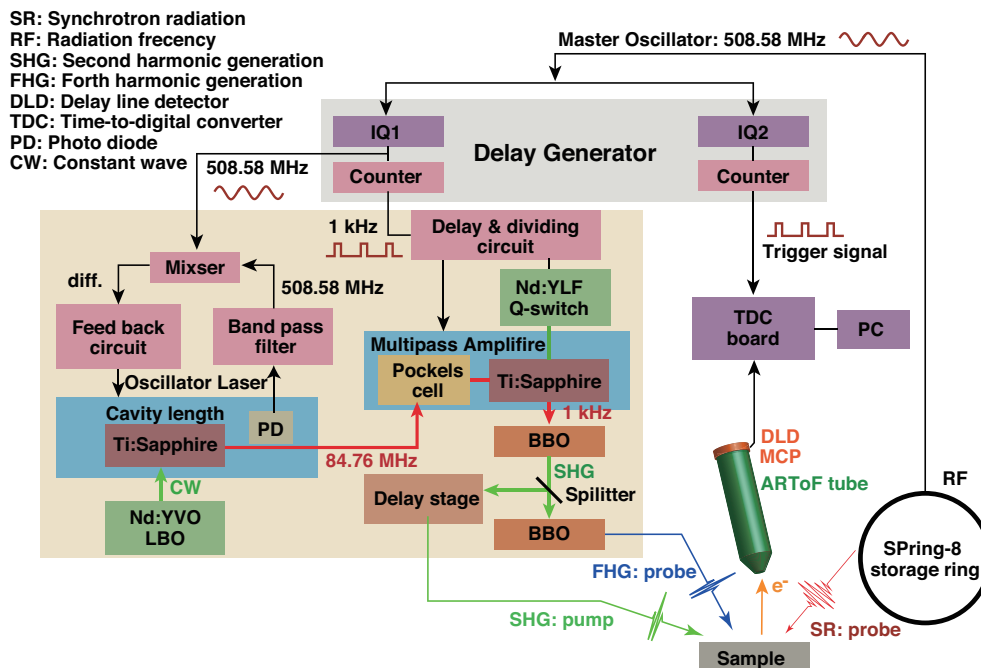 SR: Synchrotron radiation
RF: Radiation frecency
SHG: Second harmonic generation
FHG: Forth harmonic generation
DLD: Delay line detector
TDC: Time-to-digital converter
PD: Photo diode
CW: Constant wave
Master Oscillator: 508.58 MHz
IQ1
IQ2
Delay Generator
Counter
Counter
508.58 MHz
1 kHz
Delay & dividing
circuit
Trigger signal
Mixser
diff.
508.58 MHz
Nd:YLF
Q-switch
Feed back
circuit
Band pass
filter
TDC
board
PC
Multipass Amplifire
Pockels
cell
Ti:Sapphire
Oscillator Laser
Cavity length
PD
Ti:Sapphire
84.76 MHz
1 kHz
BBO
DLD
MCP
ARToF tube
RF
CW
SHG
Spilitter
Delay stage
Nd:YVO
LBO
BBO
SPring-8
storage ring
FHG: probe
e-
SHG: pump
SR: probe
Sample